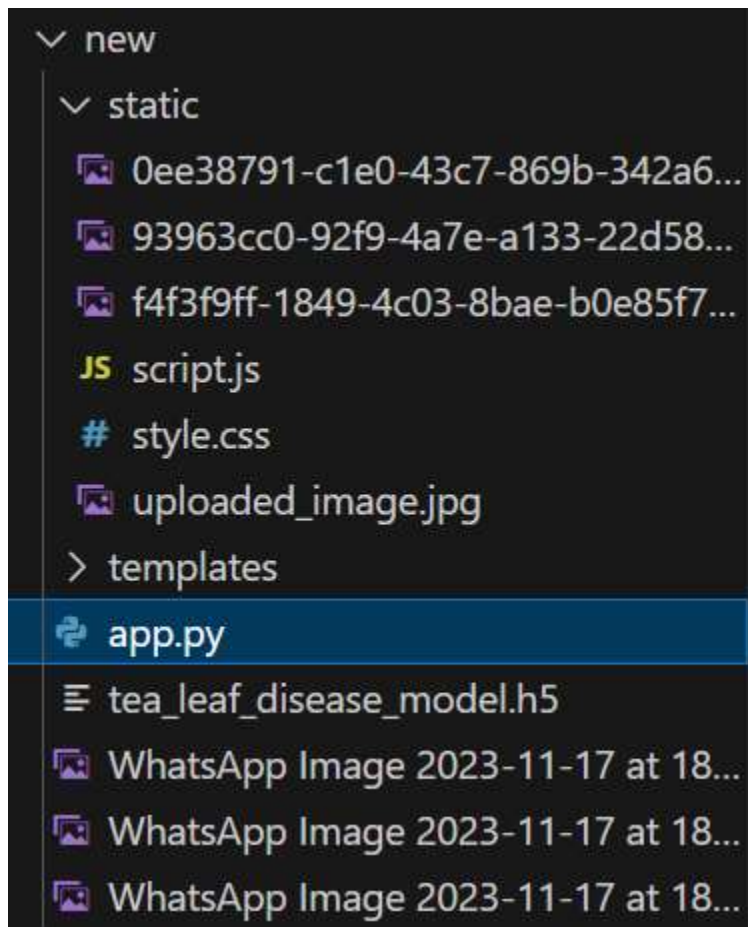 new
static
0ee38791-c1e0-43c7-869b-342a6...
93963cc0-92f9-4a7e-a133-22d58...
f4f3f9ff-1849-4c03-8bae-b0e85f7...
JS script.js
# style.css
uploaded_image.jpg
templates
app.py
tea_leaf_disease_model.h5
WhatsApp Image 2023-11-17 at 18...
WhatsApp Image 2023-11-17 at 18...
WhatsApp Image 2023-11-17 at 18...